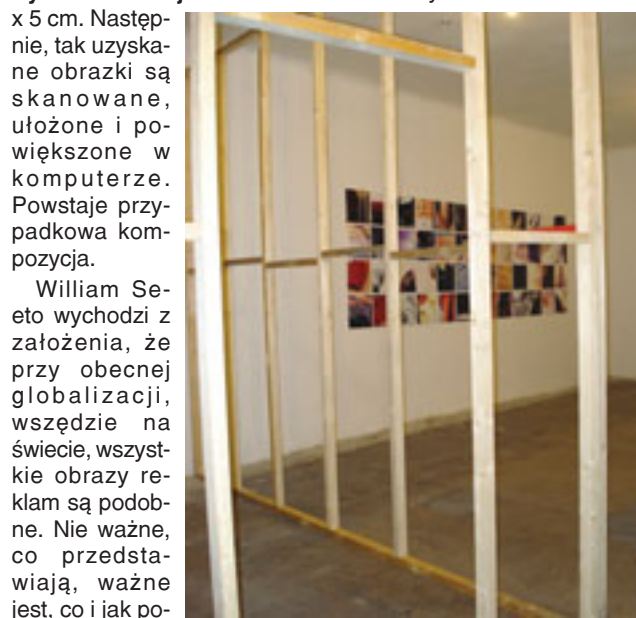 x 5 cm. Następ-
nie, tak uzyska-
ne obrazki są
skanowane,
ułożone i po-
większone w
komputerze.
Powstaje przy-
padkowa kom-
pozycja.
William Se-
eto wychodzi z
założenia, że
przy obecnej
globalizacji,
wszędzie na
świecie, wszyst-
kie obrazy re-
klam są podob-
ne. Nie ważne,
co przedsta-
wiają, ważne
jest, co i jak po-